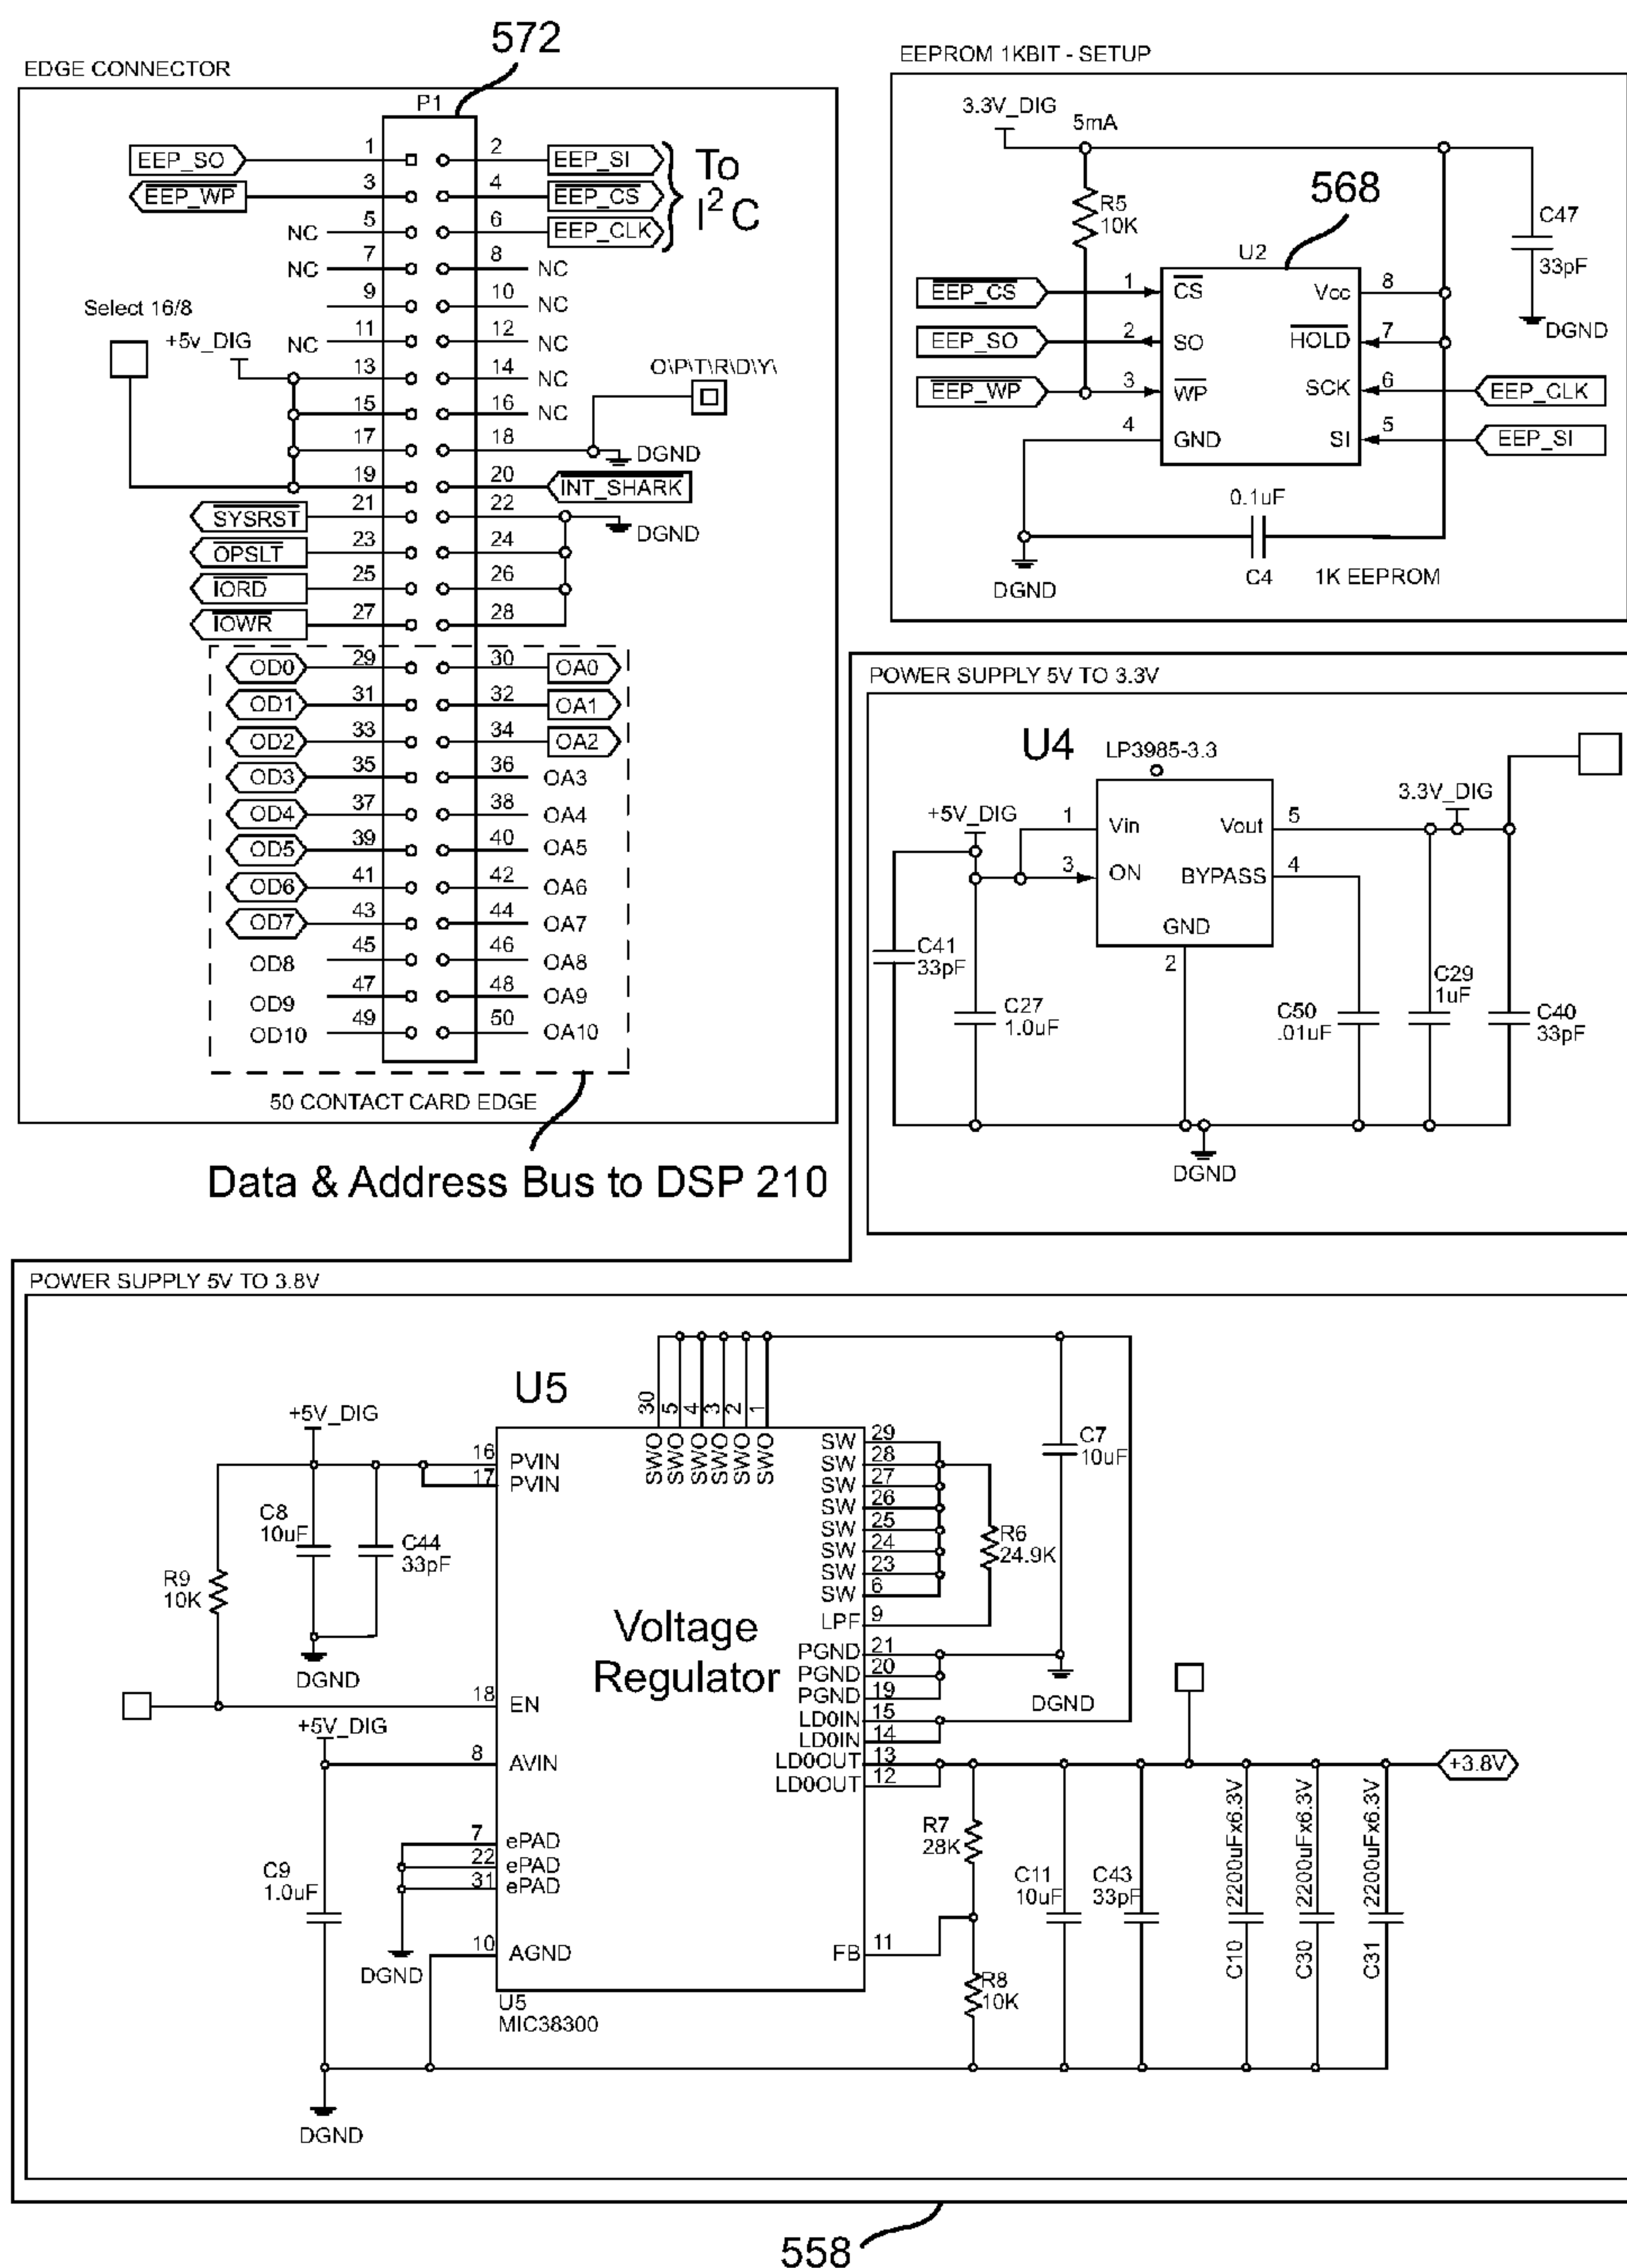 572
EDGE CONNECTOR
P1
EEP_SO 1 2 EEP_SI
EEP_WP 3 4 EEP_CS
NC 5 6 EEP_CLK
To
I²C
NC 7 8 NC
9 10 NC
Select 16/8
NC 11 12 NC
+5v_DIG
13 14 NC
15 16 NC
O\P\T\R\D\Y\
17 18 DGND
19 20 INT_SHARK
SYSRST 21 22 DGND
OPSLT 23 24
IORD 25 26
IOWR 27 28
OD0 29 30 OA0
OD1 31 32 OA1
OD2 33 34 OA2
OD3 35 36 OA3
OD4 37 38 OA4
OD5 39 40 OA5
OD6 41 42 OA6
OD7 43 44 OA7
OD8 45 46 OA8
OD9 47 48 OA9
OD10 49 50 OA10
50 CONTACT CARD EDGE
Data & Address Bus to DSP 210
EEPROM 1KBIT - SETUP
3.3V_DIG
5mA
568
R5
10K
C47
33pF
DGND
U2
EEP_CS 1 CS Vcc 8
EEP_SO 2 SO HOLD 7
EEP_WP 3 WP SCK 6 EEP_CLK
4 GND SI 5 EEP_SI
0.1uF
DGND
C4
1K EEPROM
POWER SUPPLY 5V TO 3.3V
U4
LP3985-3.3
+5V_DIG
3.3V_DIG
1 Vin Vout 5
3 ON BYPASS 4
GND
2
C41
33pF
C27
1.0uF
C50
.01uF
C29
1uF
C40
33pF
DGND
POWER SUPPLY 5V TO 3.8V
U5
30 5 4 3 2 1
SWO SWO SWO SWO SWO SWO
+5V_DIG
16 PVIN
17 PVIN
C8
10uF
C44
33pF
R9
10K
DGND
18 EN
+5V_DIG
8 AVIN
7 ePAD
22 ePAD
31 ePAD
C9
1.0uF
DGND
10 AGND
Voltage
Regulator
SW 29
SW 28
SW 27
SW 26
SW 25
SW 24
SW 23
SW 6
LPF 9
PGND 21
PGND 20
PGND 19
LD0IN 15
LD0IN 14
LD0OUT 13
LD0OUT 12
FB 11
C7
10uF
R6
24.9K
DGND
+3.8V
R7
28K
R8
10K
C11
10uF
C43
33pF
C10 2200uFx6.3V
C30 2200uFx6.3V
C31 2200uFx6.3V
U5
MIC38300
DGND
558